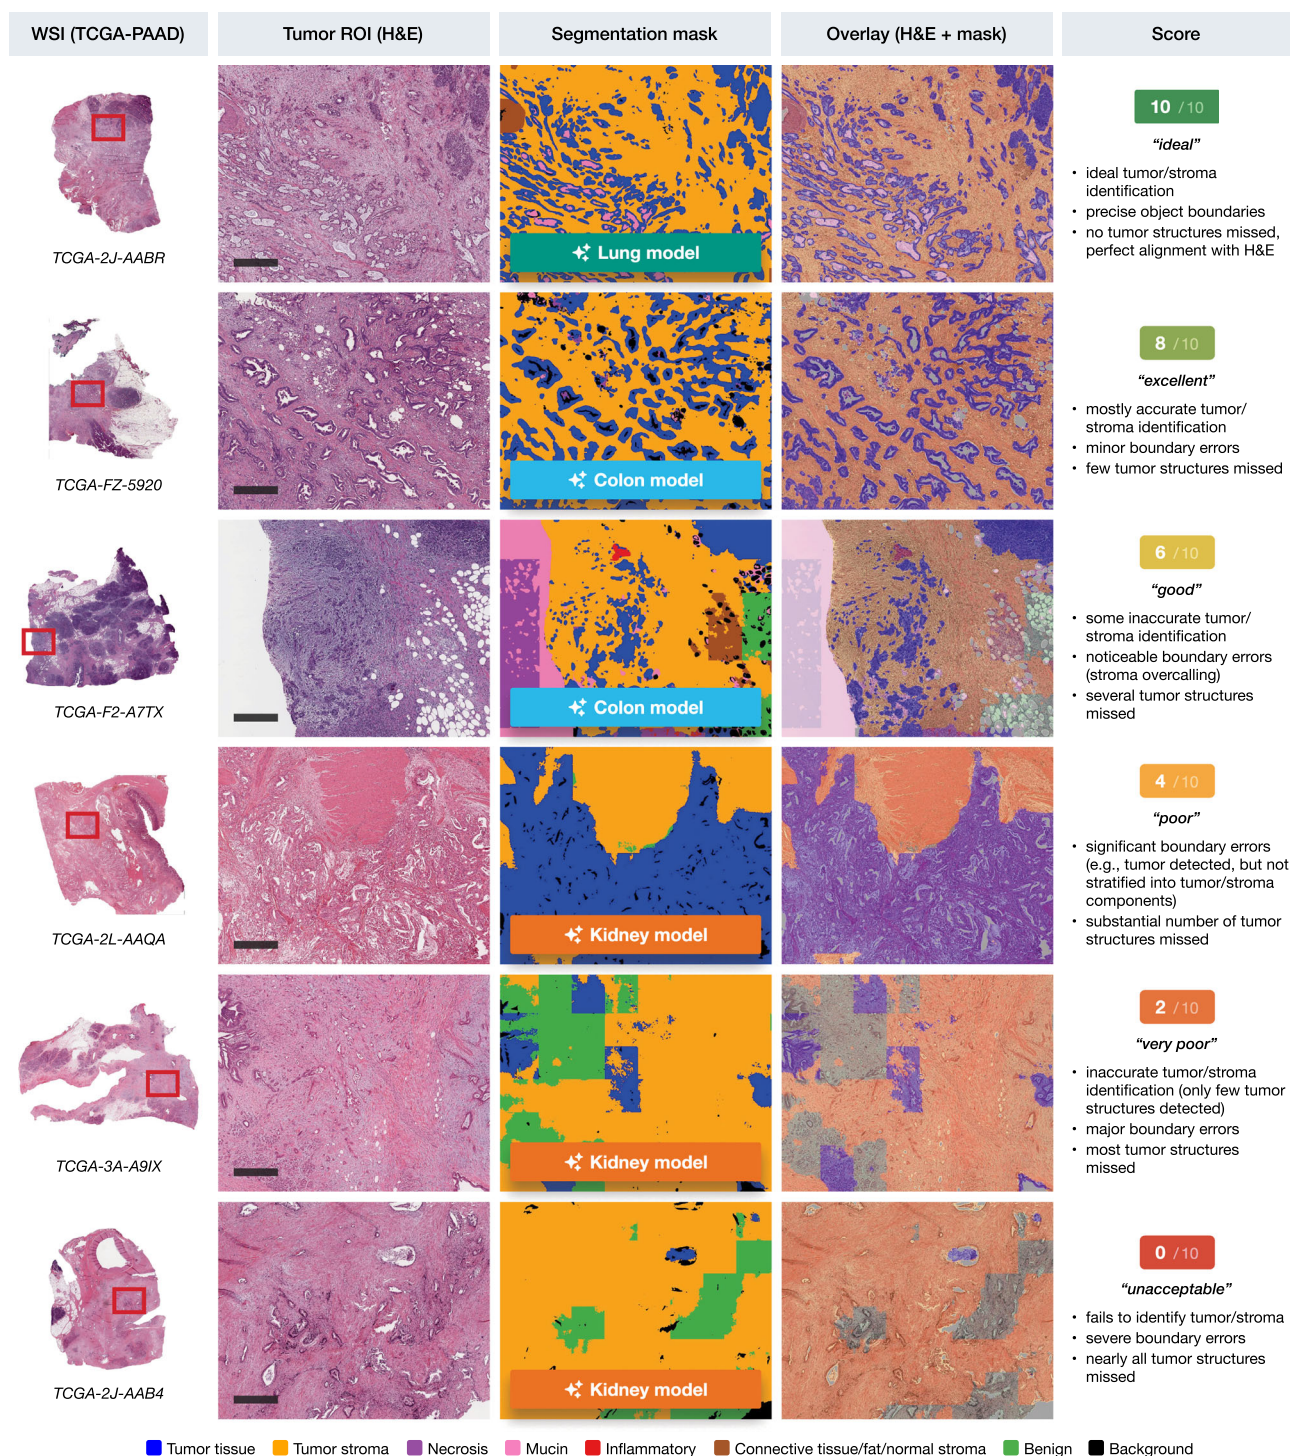 WSI (TCGA-PAAD)
Tumor ROI (H&E)
Segmentation mask
Overlay (H&E + mask)
Score
TCGA-2J-AABR
Lung model
10 / 10
“ideal”
• ideal tumor/stroma
identification
• precise object boundaries
• no tumor structures missed,
perfect alignment with H&E
TCGA-FZ-5920
Colon model
8 / 10
“excellent”
• mostly accurate tumor/
stroma identification
• minor boundary errors
• few tumor structures missed
TCGA-F2-A7TX
Colon model
6 / 10
“good”
• some inaccurate tumor/
stroma identification
• noticeable boundary errors
(stroma overcalling)
• several tumor structures
missed
TCGA-2L-AAQA
Kidney model
4 / 10
“poor”
• significant boundary errors
(e.g., tumor detected, but not
stratified into tumor/stroma
components)
• substantial number of tumor
structures missed
TCGA-3A-A9IX
Kidney model
2 / 10
“very poor”
• inaccurate tumor/stroma
identification (only few tumor
structures detected)
• major boundary errors
• most tumor structures
missed
TCGA-2J-AAB4
Kidney model
0 / 10
“unacceptable”
• fails to identify tumor/stroma
• severe boundary errors
• nearly all tumor structures
missed
Tumor tissue
Tumor stroma
Necrosis
Mucin
Inflammatory
Connective tissue/fat/normal stroma
Benign
Background